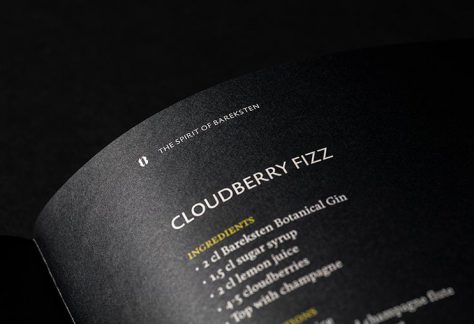 THE SPIRIT OF BAREKSTEN
CLOUDBERRY FIZZ
INGREDIENTS
• 2 cl Bareksten Botanical Gin
• 1.5 cl sugar syrup
• 2 cl lemon juice
• 4-5 cloudberries
• Top with champagne
champagne flute